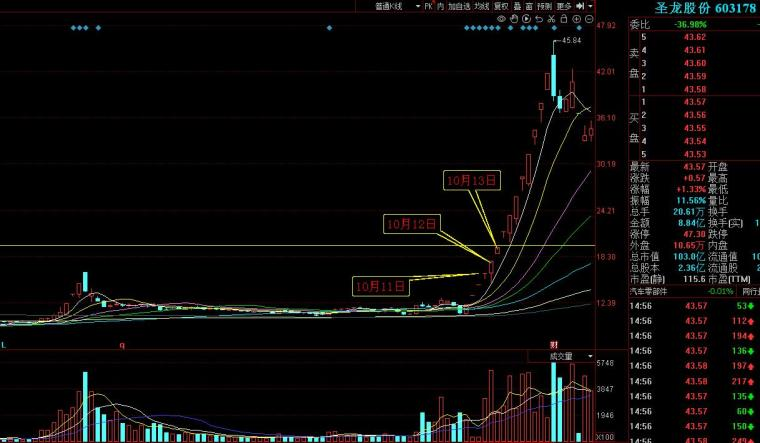 普通K线 PK 内 加自选 均线 复权 叠 富 预测 更多
圣龙股份 603178
47.92
45.84
42.01
36.10
30.19
24.21
18.30
12.39
10月13日
10月12日
10月11日
L
q
财
成交量
5748
3847
1946
X100
委比 -36.98%
卖盘
5 43.62
4 43.61
3 43.60
2 43.59
1 43.58
买盘
1 43.57
2 43.56
3 43.55
4 43.54
5 43.53
最新 43.57 开盘
涨跌 +0.57 最高
涨幅 +1.33% 最低
振幅 11.56% 量比
总手 20.61万 换手
金额 8.84亿 换手(实)
涨停 47.30 跌停
外盘 10.65万 内盘
总市值 103.0亿 流通值
总股本 2.36亿 流通股
市盈(静) 115.6 市盈(TTM)
汽车零部件 -0.01%
14:56 43.57 53
14:56 43.57 112
14:56 43.57 194
14:56 43.57 136
14:56 43.58 197
14:56 43.58 217
14:56 43.57 135
14:56 43.57 60
14:56 43.57 150